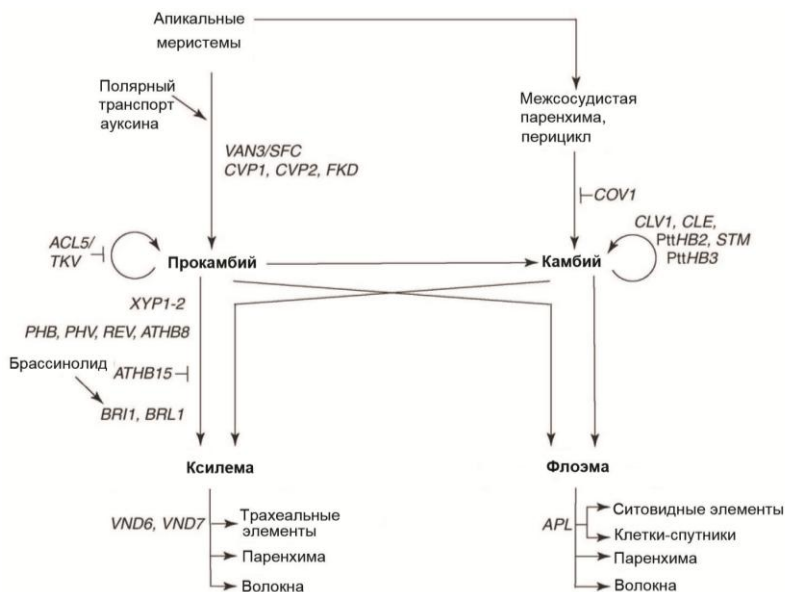 Апикальные
меристемы
Полярный
транспорт
ауксина
Межсосудистая
паренхима,
перицикл
VAN3/SFC
CVP1, CVP2, FKD
COV1
CLV1, CLE,
PttHB2, STM
PttHB3
ACL5/
TKV
Прокамбий
Камбий
XYP1-2
PHB, PHV, REV, ATHB8
Брассинолид
ATHB15
BRI1, BRL1
Ксилема
Флоэма
VND6, VND7
Трахеальные
элементы
Паренхима
Волокна
APL
Ситовидные элементы
Клетки-спутники
Паренхима
Волокна